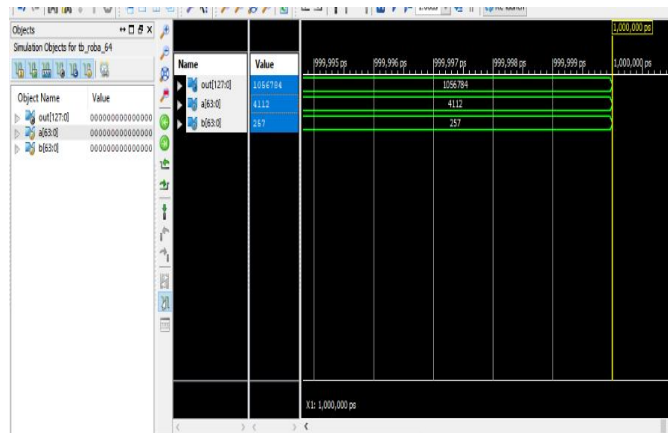 Objects
Simulation Objects for tb_roba_64
Object Name Value
out[127:0] 00000000000000
a[63:0] 00000000000000
b[63:0] 00000000000000
Name Value
out[127:0] 1056784
a[63:0] 4112
b[63:0] 257
1,000,000 ps
999,995 ps 999,996 ps 999,997 ps 999,998 ps 999,999 ps 1,000,000 ps
1056784
4112
257
X1: 1,000,000 ps